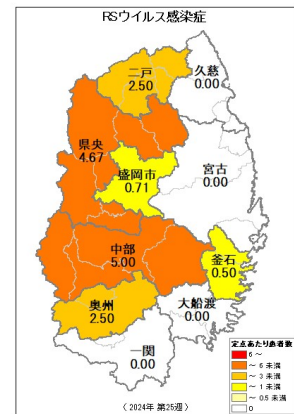 RSウイルス感染症
二戸
2.50
久慈
0.00
県央
4.67
盛岡市
0.71
宮古
0.00
中部
5.00
釜石
0.50
奥州
2.50
大船渡
0.00
一関
0.00
定点あたり患者数
6 ~
~ 6 未満
~ 3 未満
~ 1 未満
~ 0.5 未満
0
(2024年 第25週)